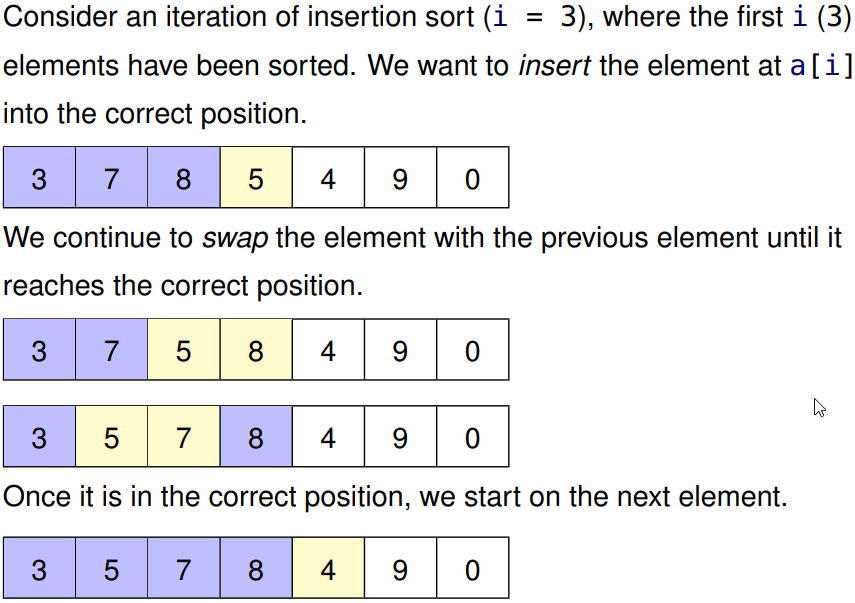 Consider an iteration of insertion sort (i = 3), where the first i (3)
elements have been sorted. We want to insert the element at a[i]
into the correct position.
3 7 8 5 4 9 0
We continue to swap the element with the previous element until it
reaches the correct position.
3 7 5 8 4 9 0
3 5 7 8 4 9 0
Once it is in the correct position, we start on the next element.
3 5 7 8 4 9 0